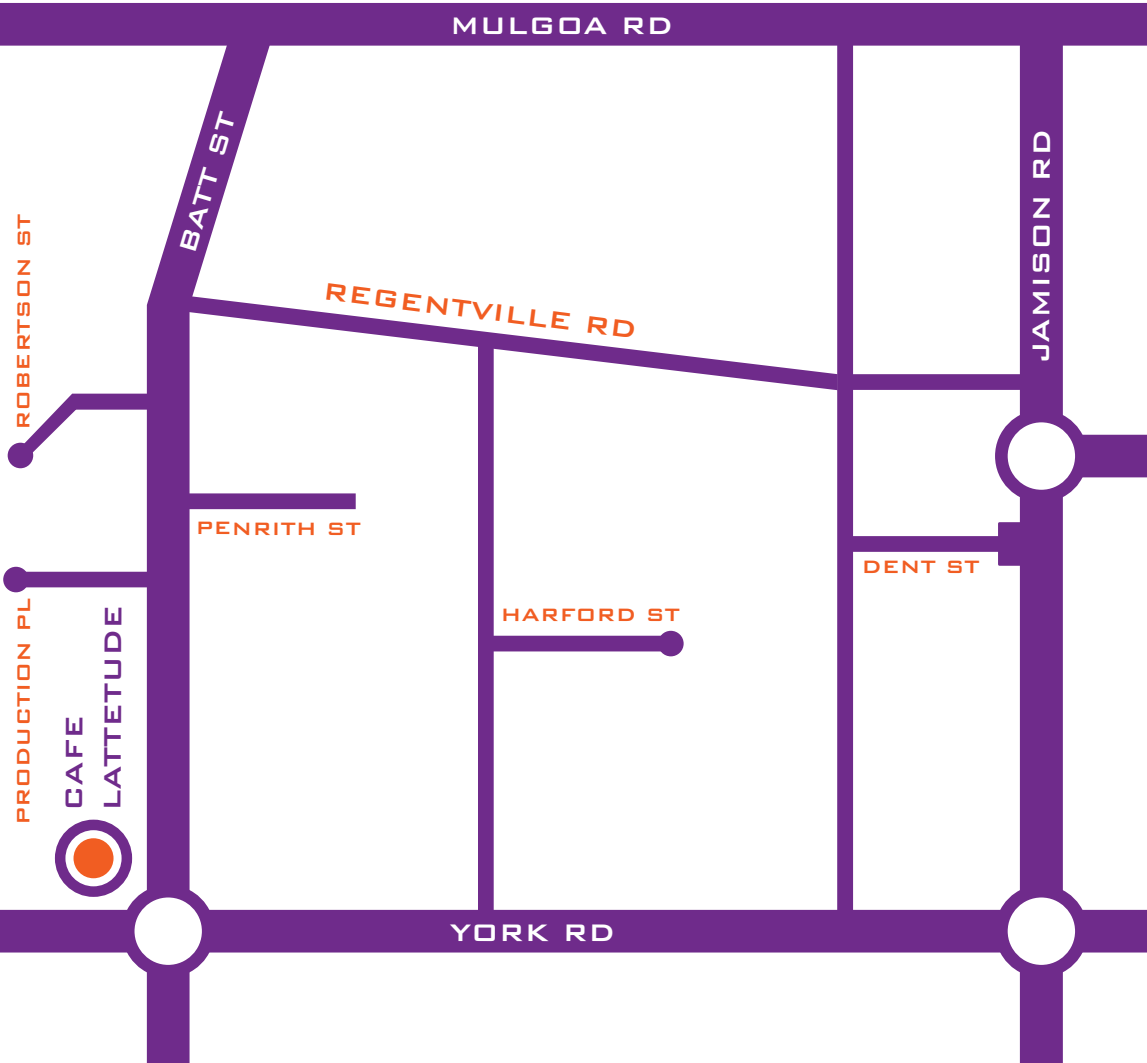 MULGOA RD
BATT ST
JAMISON RD
ROBERTSON ST
REGENTVILLE RD
PENRITH ST
DENT ST
HARFORD ST
PRODUCTION PL
CAFE
LATTETUDE
YORK RD